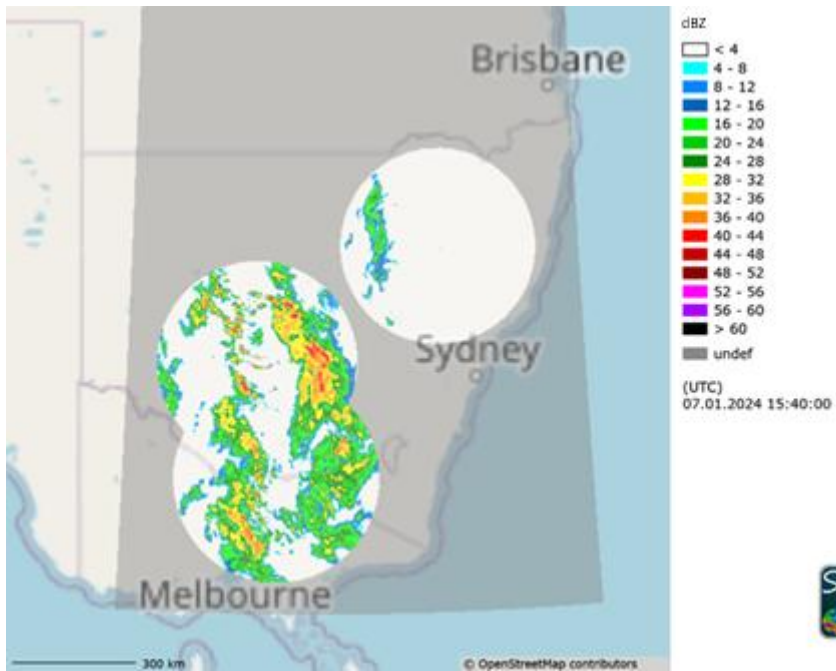 Brisbane
Sydney
Melbourne
300 km
© OpenStreetMap contributors
dBZ
< 4
4 - 8
8 - 12
12 - 16
16 - 20
20 - 24
24 - 28
28 - 32
32 - 36
36 - 40
40 - 44
44 - 48
48 - 52
52 - 56
56 - 60
> 60
undef
(UTC)
07.01.2024 15:40:00
S